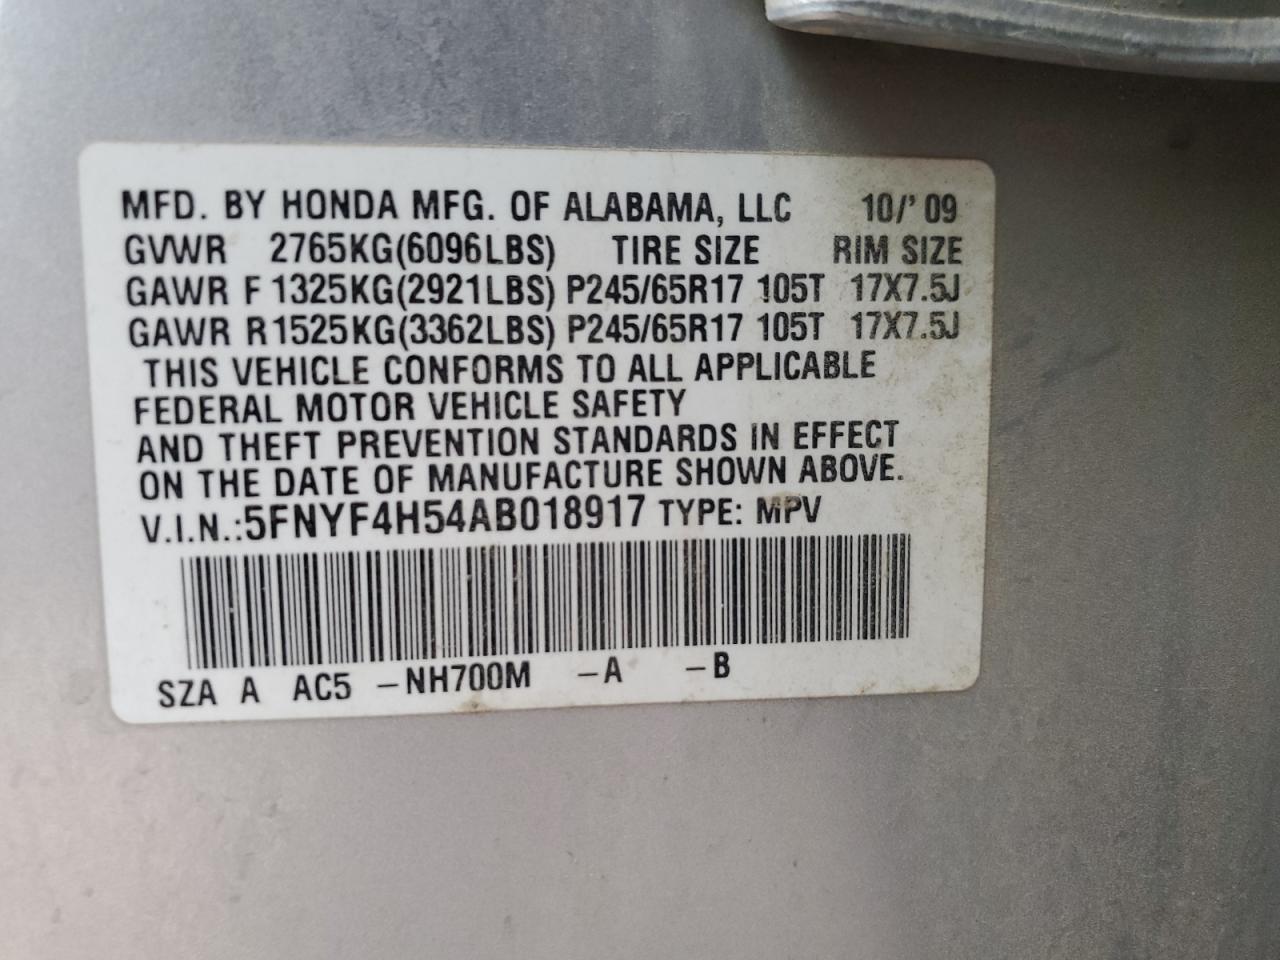 MFD. BY HONDA MFG. OF ALABAMA, LLC 10/'09
GVWR 2765KG(6096LBS) TIRE SIZE RIM SIZE
GAWR F 1325KG(2921LBS) P245/65R17 105T 17X7.5J
GAWR R 1525KG(3362LBS) P245/65R17 105T 17X7.5J
THIS VEHICLE CONFORMS TO ALL APPLICABLE
FEDERAL MOTOR VEHICLE SAFETY
AND THEFT PREVENTION STANDARDS IN EFFECT
ON THE DATE OF MANUFACTURE SHOWN ABOVE.
V.I.N.:5FNYF4H54AB018917 TYPE: MPV
SZA A AC5 -NH700M -A -B